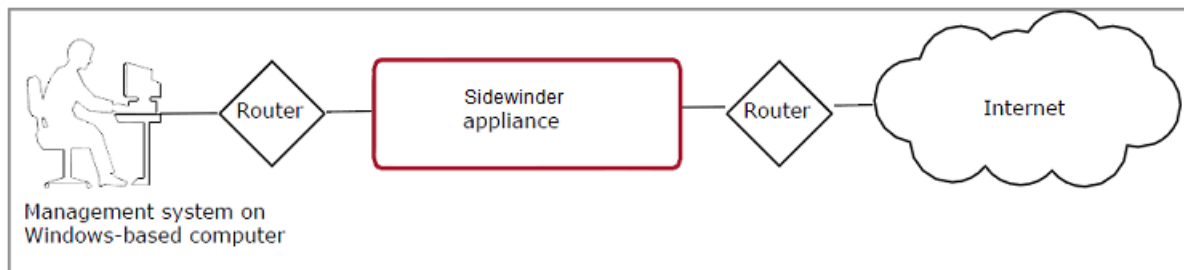 Router
Sidewinder
appliance
Router
Internet
Management system on
Windows-based computer